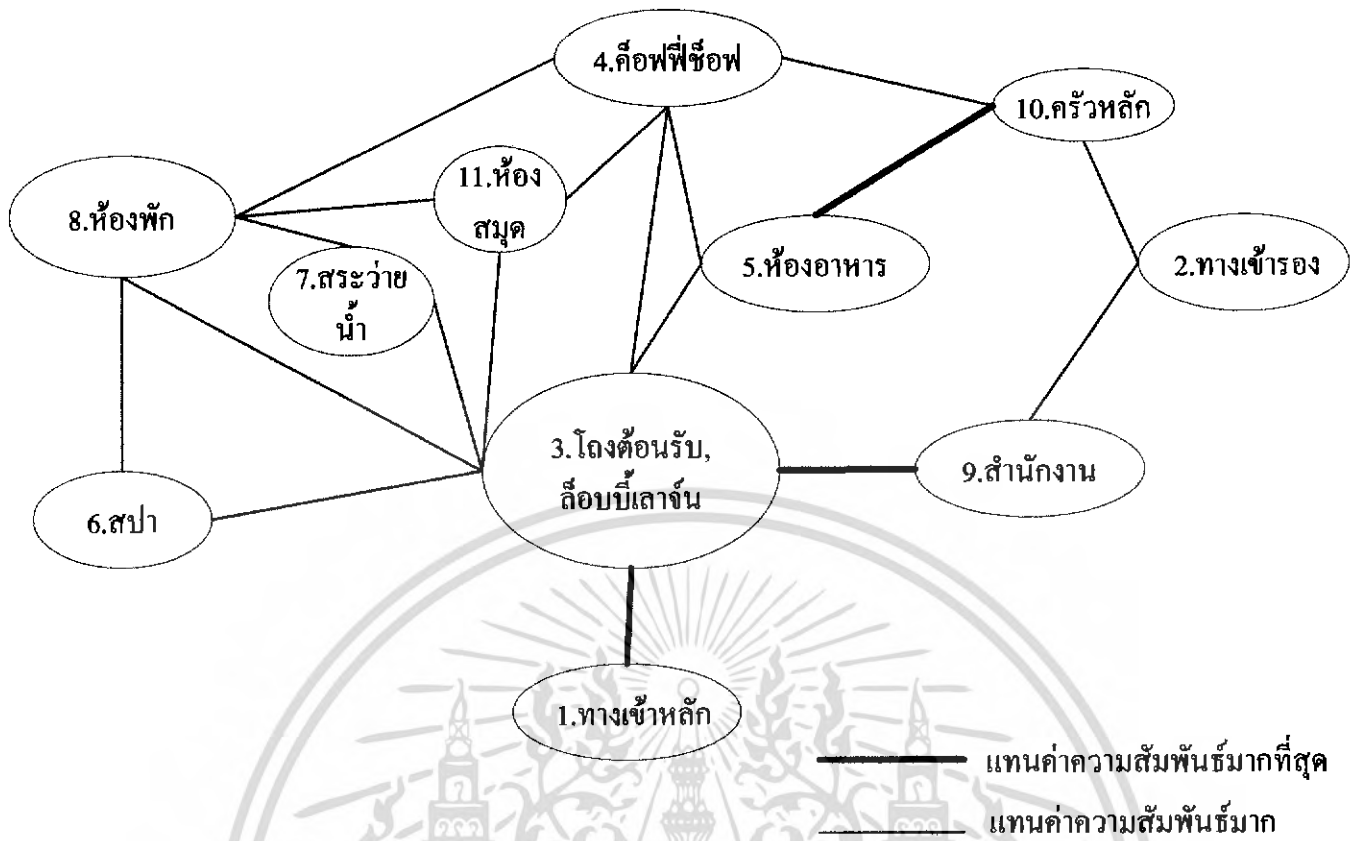 4.ค็อฟฟี่ช็อฟ
10.ครัวหลัก
11.ห้อง
สมุด
8.ห้องพัก
5.ห้องอาหาร
2.ทางเข้ารอง
7.สระว่าย
น้ำ
3.โถงต้อนรับ,
ล็อบบี้เลาจ์น
9.สำนักงาน
6.สปา
1.ทางเข้าหลัก
แทนค่าความสัมพันธ์มากที่สุด
แทนค่าความสัมพันธ์มาก